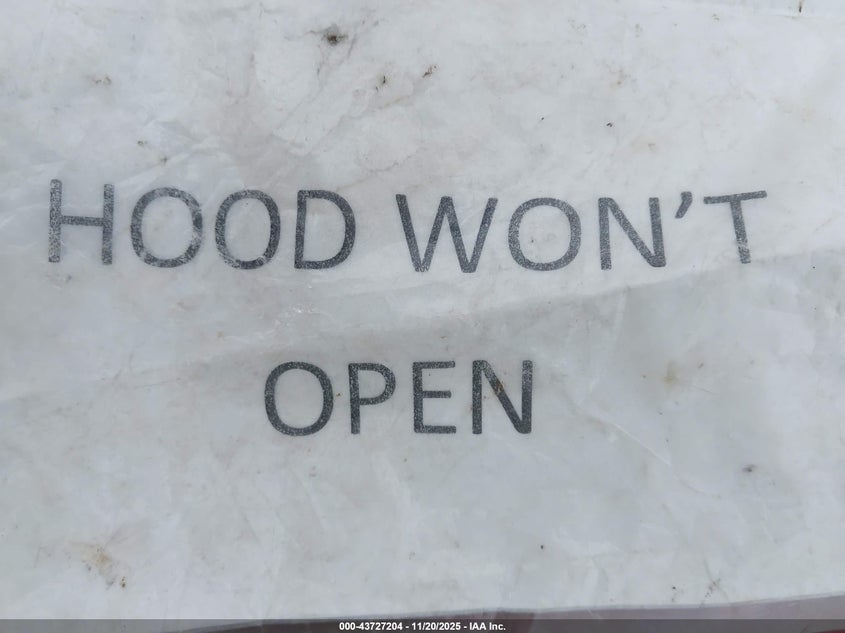 HOOD WON’T
OPEN
000-43727204 - 11/20/2025 - IAA Inc.